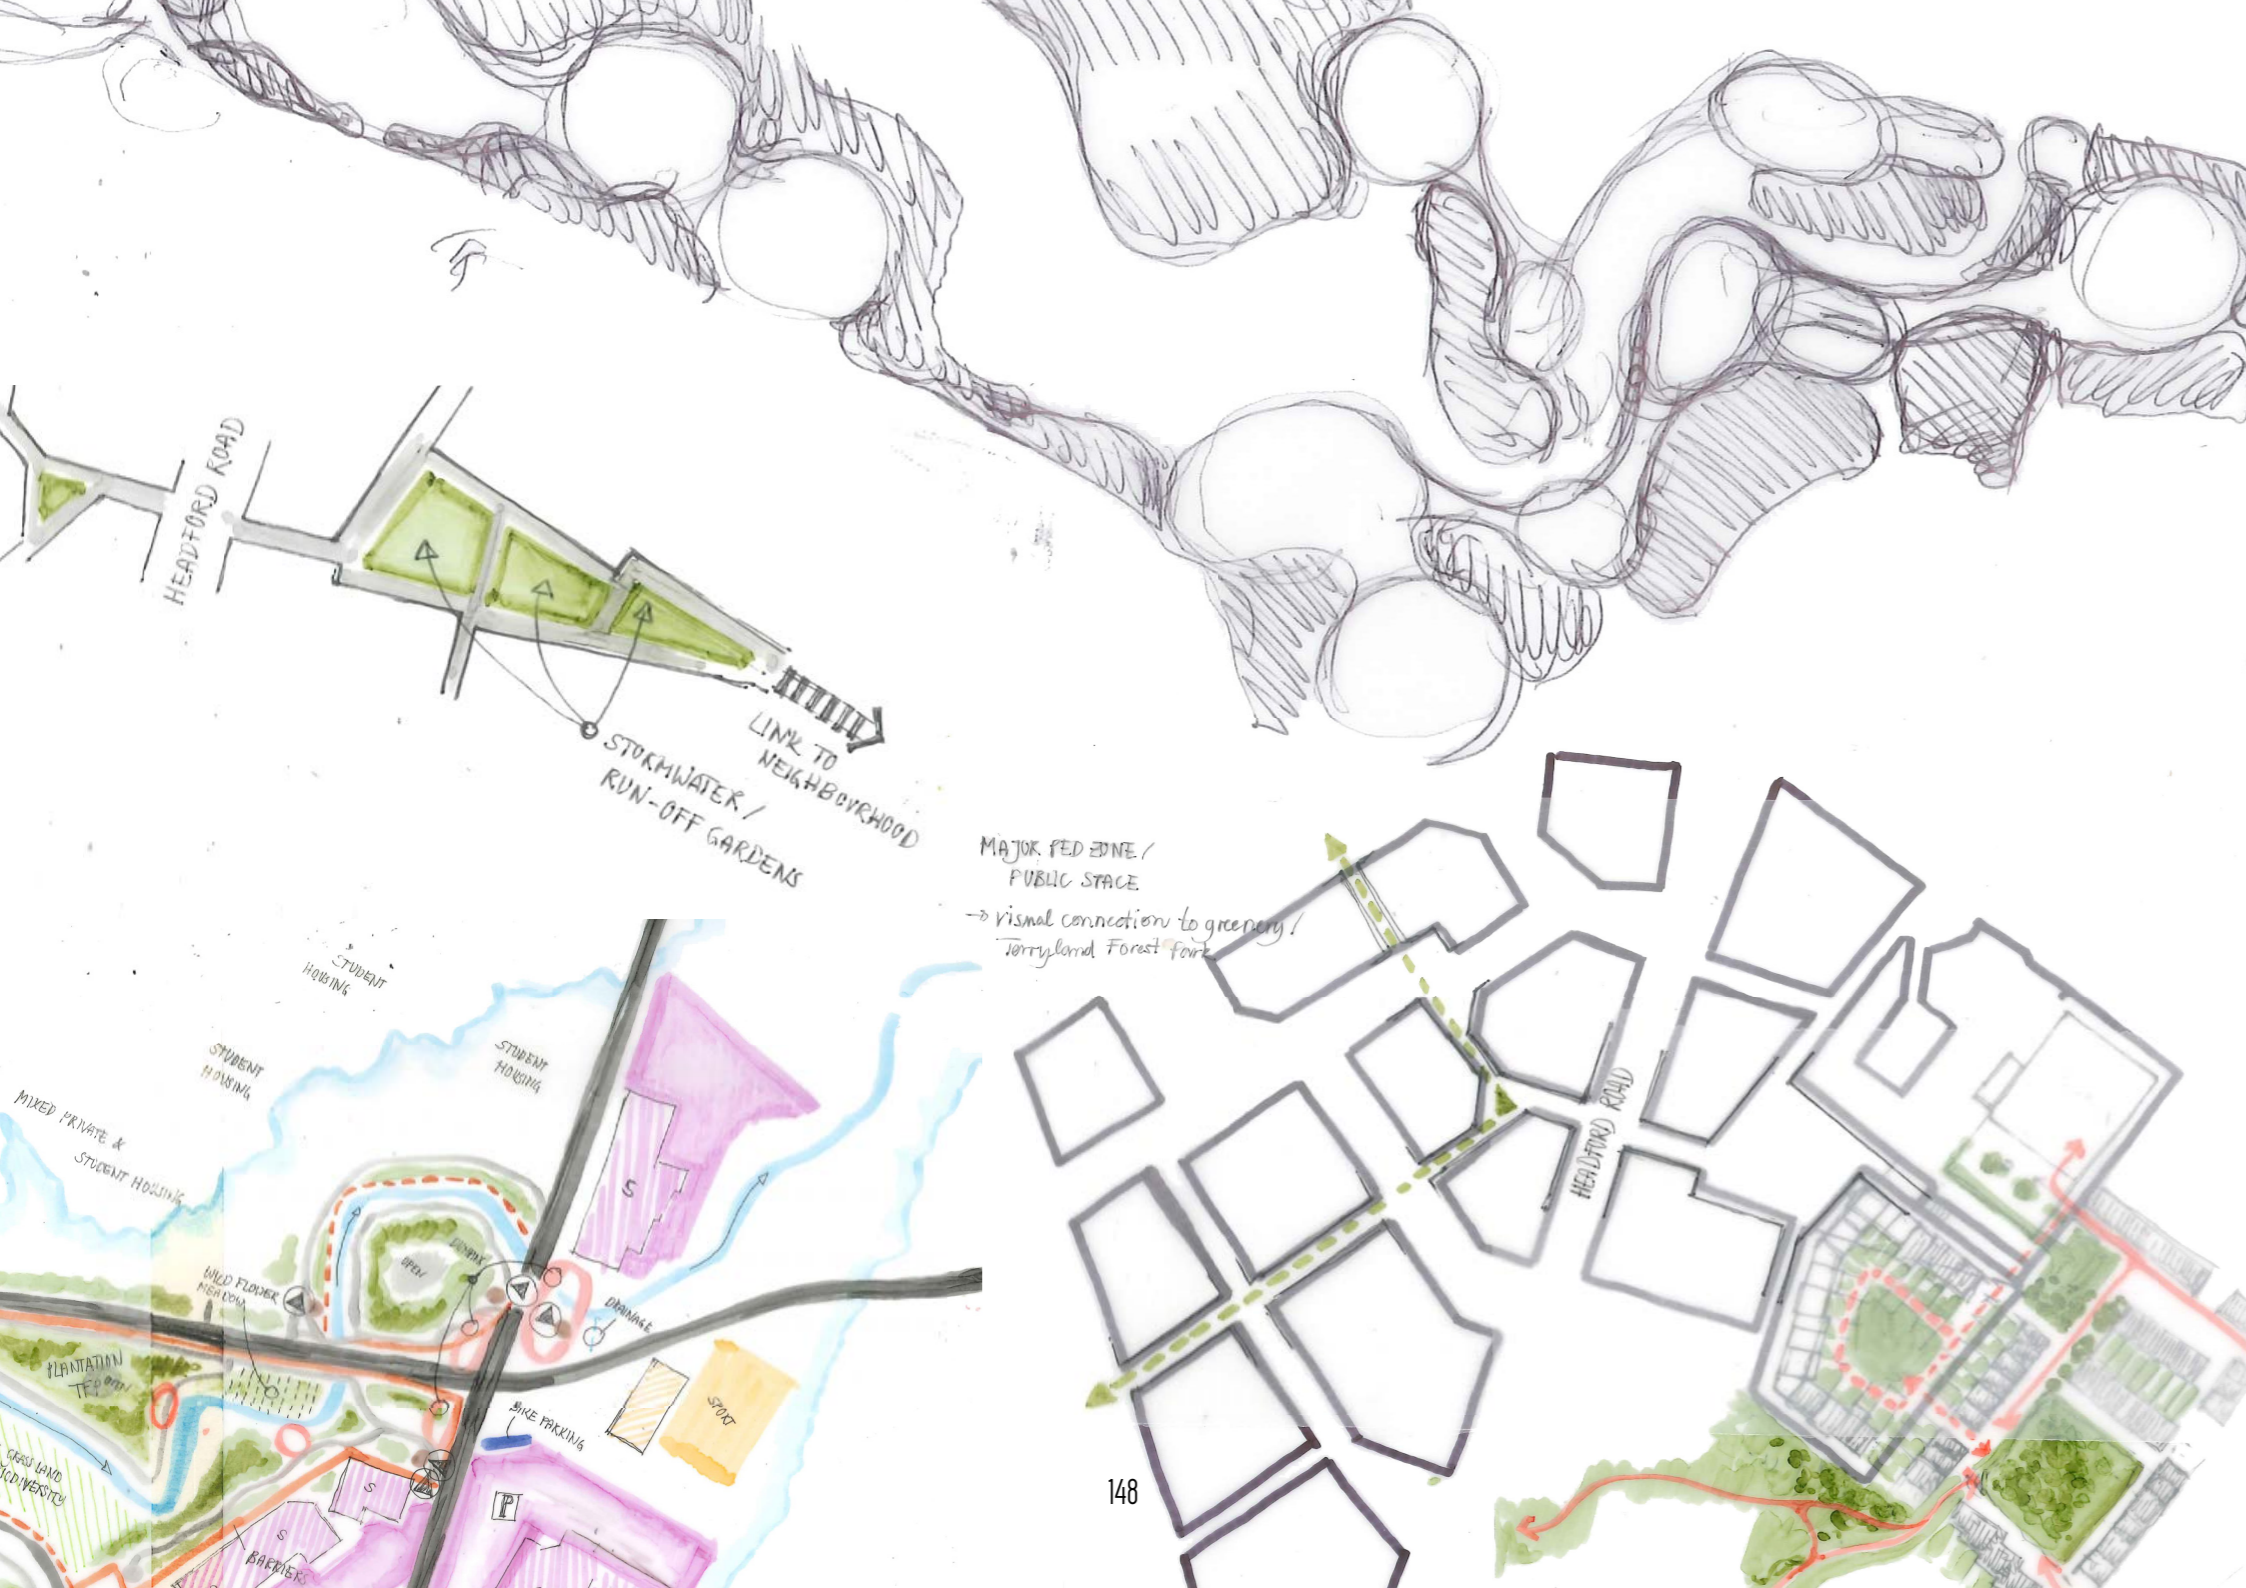 HEADFORD ROAD
LINK TO
NEIGHBOURHOOD
STORMWATER /
RUN-OFF GARDENS
MAJOR PED ZONE /
PUBLIC SPACE
→ visual connection to greenery /
Terryland Forest Park
STUDENT
HOUSING
STUDENT
HOUSING
STUDENT
HOUSING
MIXED PRIVATE &
STUDENT HOUSING
HEADFORD ROAD
S
OPEN
WILD FLOWER
MEADOW
DRAINAGE
PLANTATION
SPORT
BIKE PARKING
GRASSLAND
S
P
S
BARRIERS
148